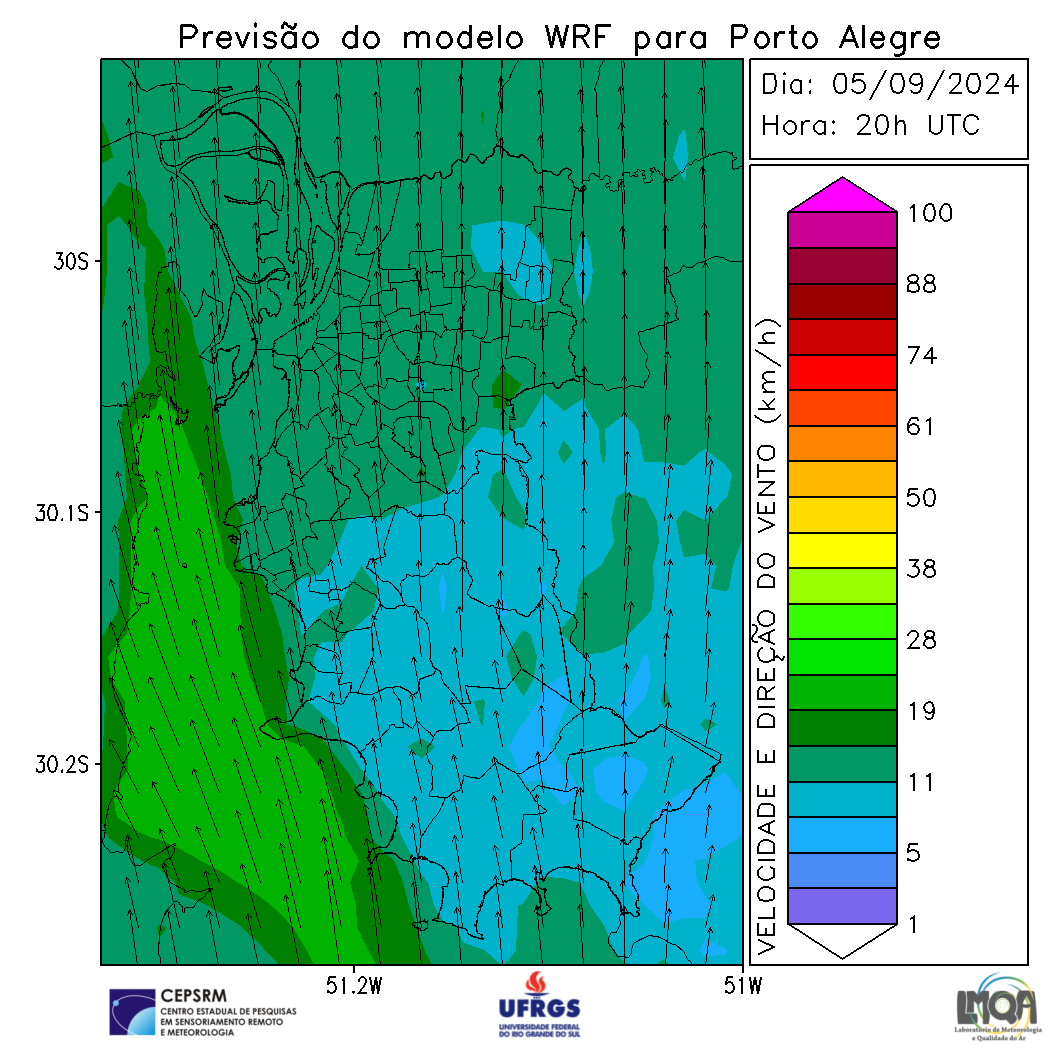 Previsão do modelo WRF para Porto Alegre
Dia: 05/09/2024
Hora: 20h UTC
30S
30.1S
30.2S
51.2W
51W
VELOCIDADE E DIREÇÃO DO VENTO (km/h)
100
88
74
61
50
38
28
19
11
5
1
CEPSRM
CENTRO ESTADUAL DE PESQUISAS
EM SENSORIAMENTO REMOTO
E METEOROLOGIA
UFRGS
UNIVERSIDADE FEDERAL
DO RIO GRANDE DO SUL
LMQA
Laboratório de Meteorologia
e Qualidade do Ar